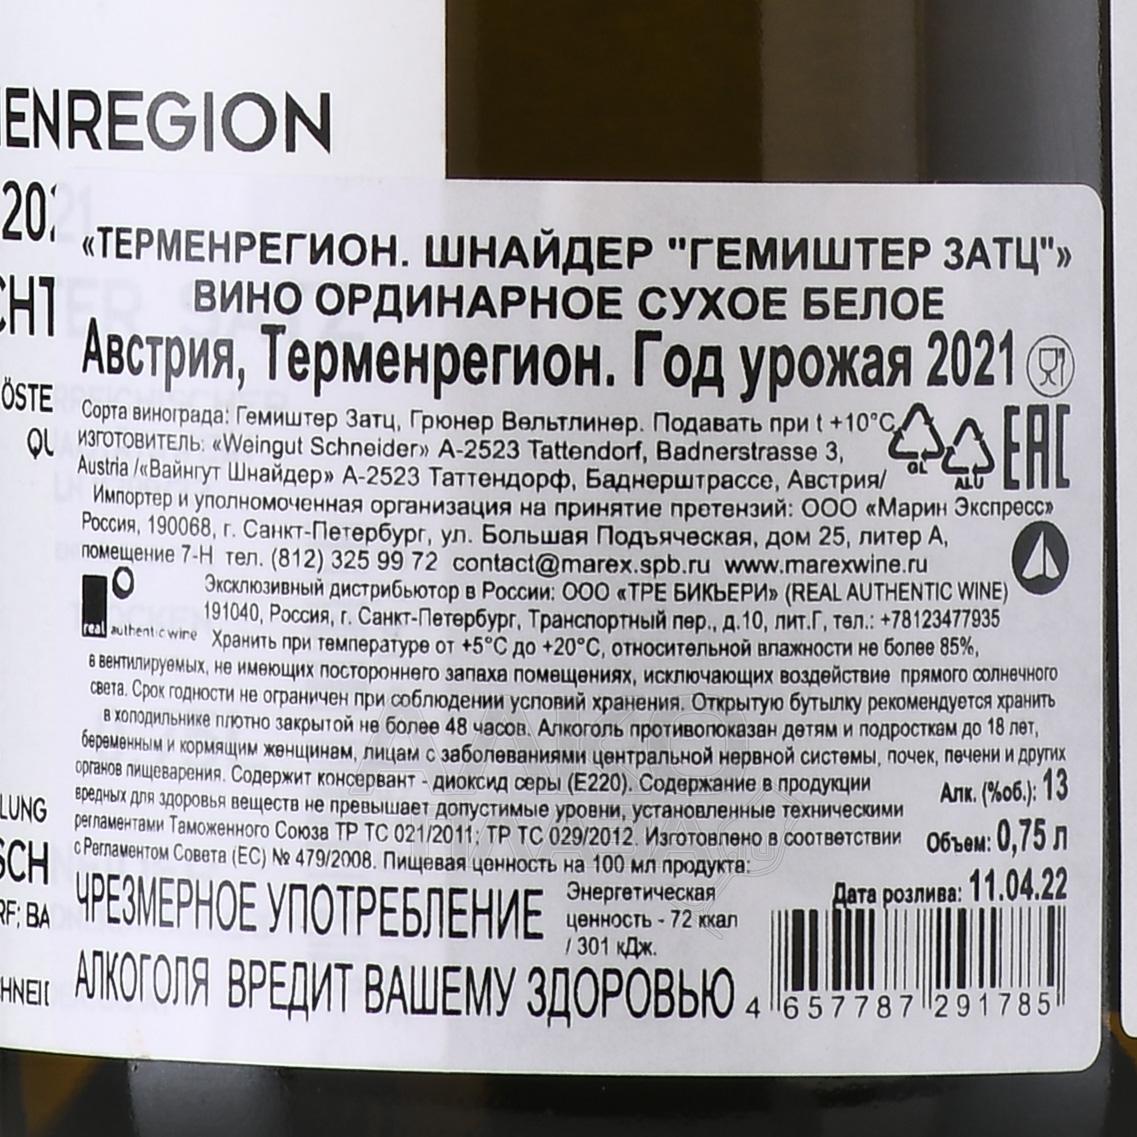 ENREGION
202
CHT
ÖSTE
QU
LUNG
SCH
RF; BA
HNEID
«ТЕРМЕНРЕГИОН. ШНАЙДЕР "ГЕМИШТЕР ЗАТЦ"»
ВИНО ОРДИНАРНОЕ СУХОЕ БЕЛОЕ
Австрия, Терменрегион. Год урожая 2021
Сорта винограда: Гемиштер Затц, Грюнер Вельтлинер. Подавать при t +10°С
ИЗГОТОВИТЕЛЬ: «Weingut Schneider» A-2523 Tattendorf, Badnerstrasse 3,
Austria /«Вайнгут Шнайдер» А-2523 Таттендорф, Баднерштрассе, Австрия/
GL
ALU
EAC
Импортер и уполномоченная организация на принятие претензий: ООО «Марин Экспресс»
Россия, 190068, г. Санкт-Петербург, ул. Большая Подъяческая, дом 25, литер А,
помещение 7-Н тел. (812) 325 99 72 contact@marex.spb.ru www.marexwine.ru
real authentic wine
Эксклюзивный дистрибьютор в России: ООО «ТРЕ БИКЬЕРИ» (REAL AUTHENTIC WINE)
191040, Россия, г. Санкт-Петербург, Транспортный пер., д.10, лит.Г, тел.: +78123477935
Хранить при температуре от +5°С до +20°С, относительной влажности не более 85%,
в вентилируемых, не имеющих постороннего запаха помещениях, исключающих воздействие прямого солнечного
света. Срок годности не ограничен при соблюдении условий хранения. Открытую бутылку рекомендуется хранить
в холодильнике плотно закрытой не более 48 часов. Алкоголь противопоказан детям и подросткам до 18 лет,
беременным и кормящим женщинам, лицам с заболеваниями центральной нервной системы, почек, печени и других
органов пищеварения. Содержит консервант - диоксид серы (Е220). Содержание в продукции
вредных для здоровья веществ не превышает допустимые уровни, установленные техническими
регламентами Таможенного Союза ТР ТС 021/2011; ТР ТС 029/2012. Изготовлено в соответствии
с Регламентом Совета (ЕС) № 479/2008. Пищевая ценность на 100 мл продукта:
Энергетическая
ценность - 72 ккал
/ 301 кДж.
Алк. (%об.): 13
Объем: 0,75 л
Дата розлива: 11.04.22
ЧРЕЗМЕРНОЕ УПОТРЕБЛЕНИЕ
АЛКОГОЛЯ ВРЕДИТ ВАШЕМУ ЗДОРОВЬЮ
4 657787 291785